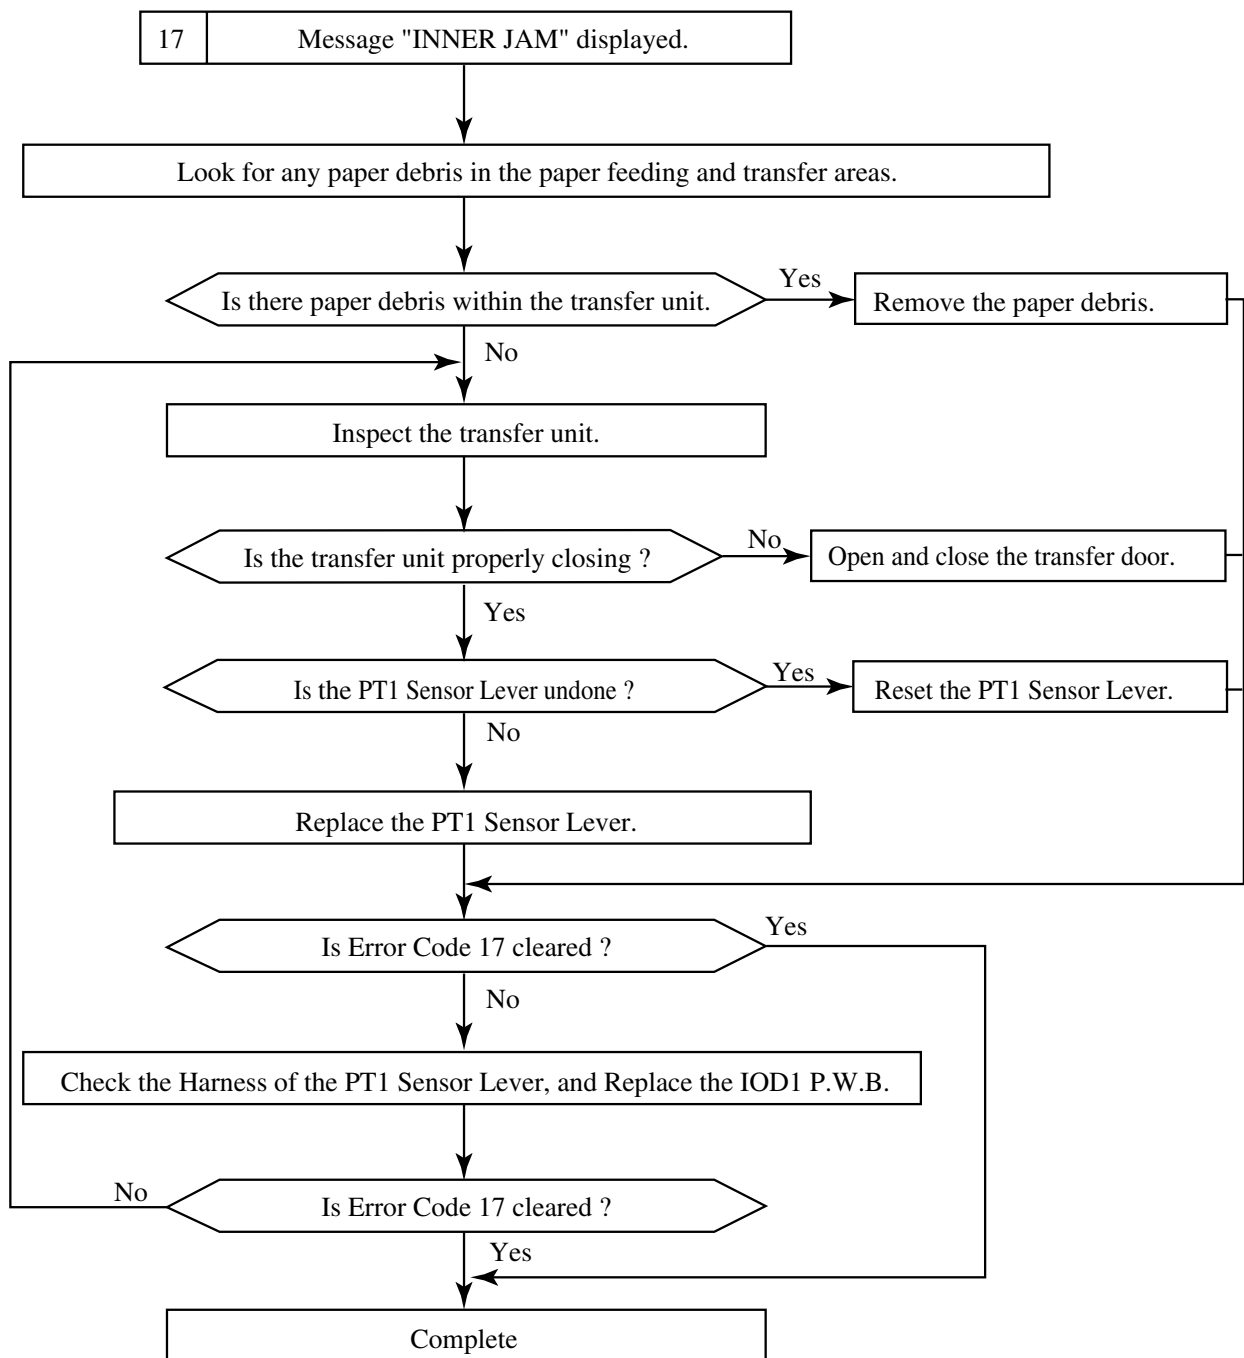 17 Message "INNER JAM" displayed.
Look for any paper debris in the paper feeding and transfer areas.
Is there paper debris within the transfer unit.
Yes
Remove the paper debris.
No
Inspect the transfer unit.
Is the transfer unit properly closing ?
No
Open and close the transfer door.
Yes
Is the PT1 Sensor Lever undone ?
Yes
Reset the PT1 Sensor Lever.
No
Replace the PT1 Sensor Lever.
Is Error Code 17 cleared ?
Yes
No
Check the Harness of the PT1 Sensor Lever, and Replace the IOD1 P.W.B.
No
Is Error Code 17 cleared ?
Yes
Complete